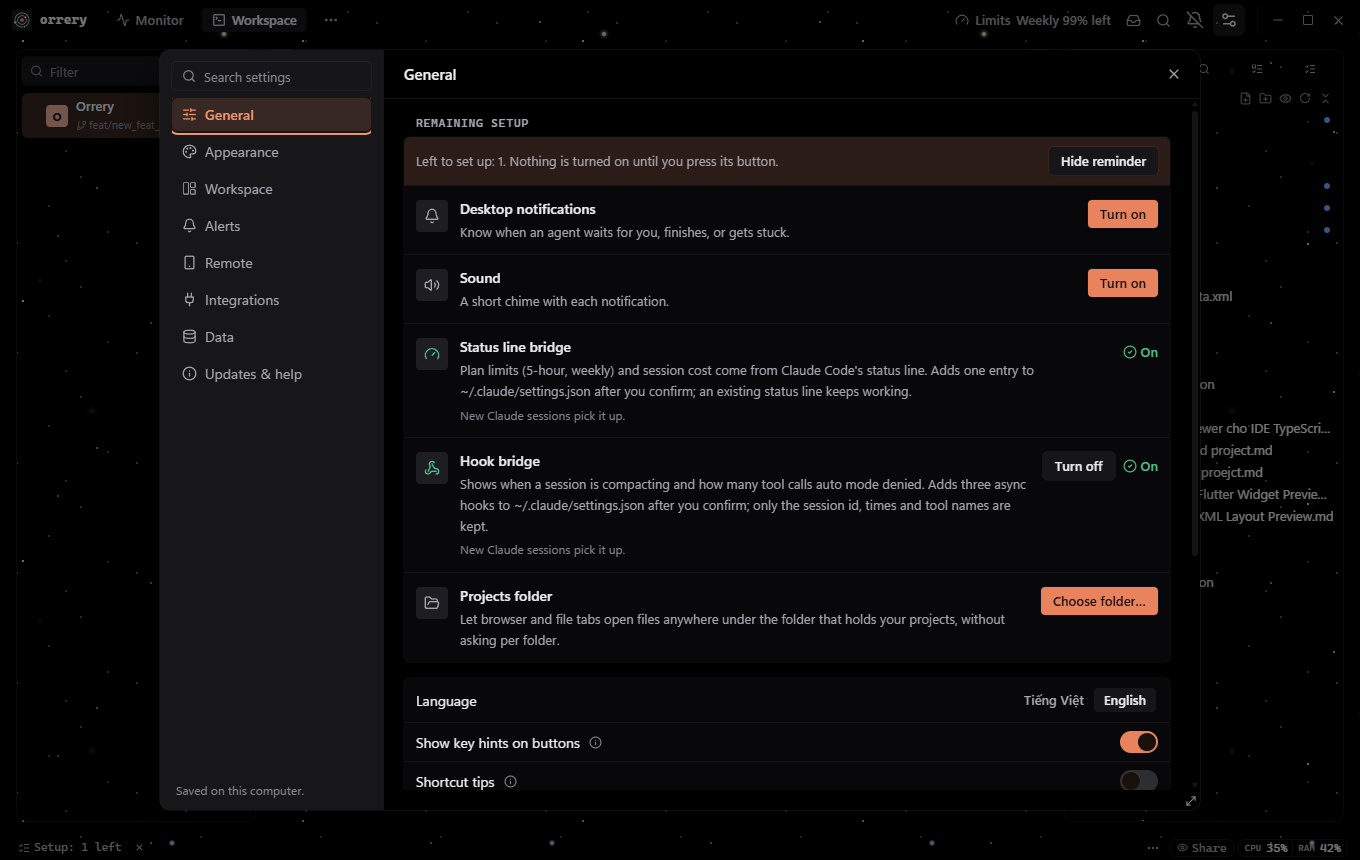 orrery
Monitor
Workspace
Limits Weekly 99% left
Filter
Orrery
feat/new_feat_
Search settings
General
Appearance
Workspace
Alerts
Remote
Integrations
Data
Updates & help
Saved on this computer.
General
REMAINING SETUP
Left to set up: 1. Nothing is turned on until you press its button.
Hide reminder
Desktop notifications
Know when an agent waits for you, finishes, or gets stuck.
Turn on
Sound
A short chime with each notification.
Turn on
Status line bridge
Plan limits (5-hour, weekly) and session cost come from Claude Code's status line. Adds one entry to
~/.claude/settings.json after you confirm; an existing status line keeps working.
New Claude sessions pick it up.
On
Hook bridge
Shows when a session is compacting and how many tool calls auto mode denied. Adds three async
hooks to ~/.claude/settings.json after you confirm; only the session id, times and tool names are
kept.
New Claude sessions pick it up.
Turn off
On
Projects folder
Let browser and file tabs open files anywhere under the folder that holds your projects, without
asking per folder.
Choose folder...
Language
Tiếng Việt
English
Show key hints on buttons
Shortcut tips
ta.xml
on
ewer cho IDE TypeScri...
d project.md
proejct.md
Flutter Widget Previe...
XML Layout Preview.md
on
Setup: 1 left
Share
CPU 35%
RAM 42%